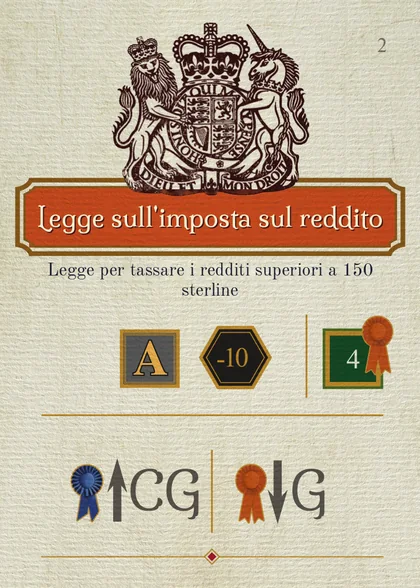 2
DIEU ET MON DROIT
Legge sull'imposta sul reddito
Legge per tassare i redditi superiori a 150
sterline
A -10 4
CG G